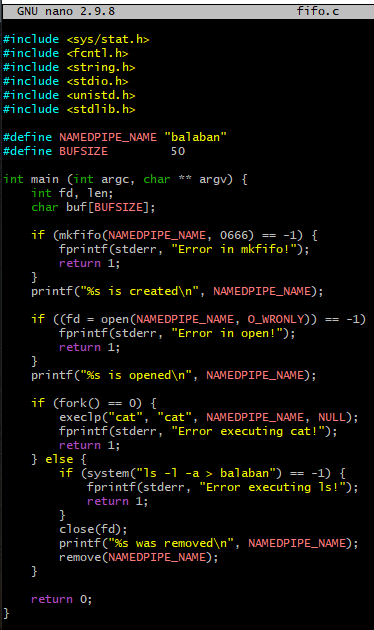 GNU nano 2.9.8 fifo.c
#include <sys/stat.h>
#include <fcntl.h>
#include <string.h>
#include <stdio.h>
#include <unistd.h>
#include <stdlib.h>
#define NAMEDPIPE_NAME "balaban"
#define BUFSIZE 50
int main (int argc, char ** argv) {
int fd, len;
char buf[BUFSIZE];
if (mkfifo(NAMEDPIPE_NAME, 0666) == -1) {
fprintf(stderr, "Error in mkfifo!");
return 1;
}
printf("%s is created\n", NAMEDPIPE_NAME);
if ((fd = open(NAMEDPIPE_NAME, O_WRONLY)) == -1)
fprintf(stderr, "Error in open!");
return 1;
}
printf("%s is opened\n", NAMEDPIPE_NAME);
if (fork() == 0) {
execlp("cat", "cat", NAMEDPIPE_NAME, NULL);
fprintf(stderr, "Error executing cat!");
return 1;
} else {
if (system("ls -l -a > balaban") == -1) {
fprintf(stderr, "Error executing ls!");
return 1;
}
close(fd);
printf("%s was removed\n", NAMEDPIPE_NAME);
remove(NAMEDPIPE_NAME);
}
return 0;
}